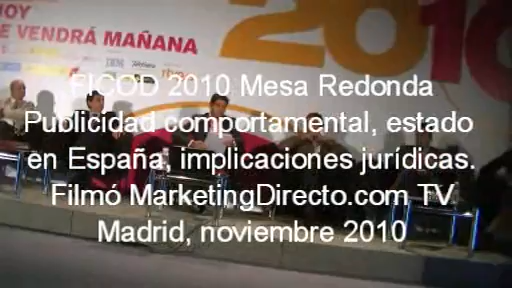 HOY
E VENDRÁ MAÑANA
2010
FICOD 2010 Mesa Redonda
Publicidad comportamental, estado
en España, implicaciones jurídicas.
Filmó MarketingDirecto.com TV
Madrid, noviembre 2010